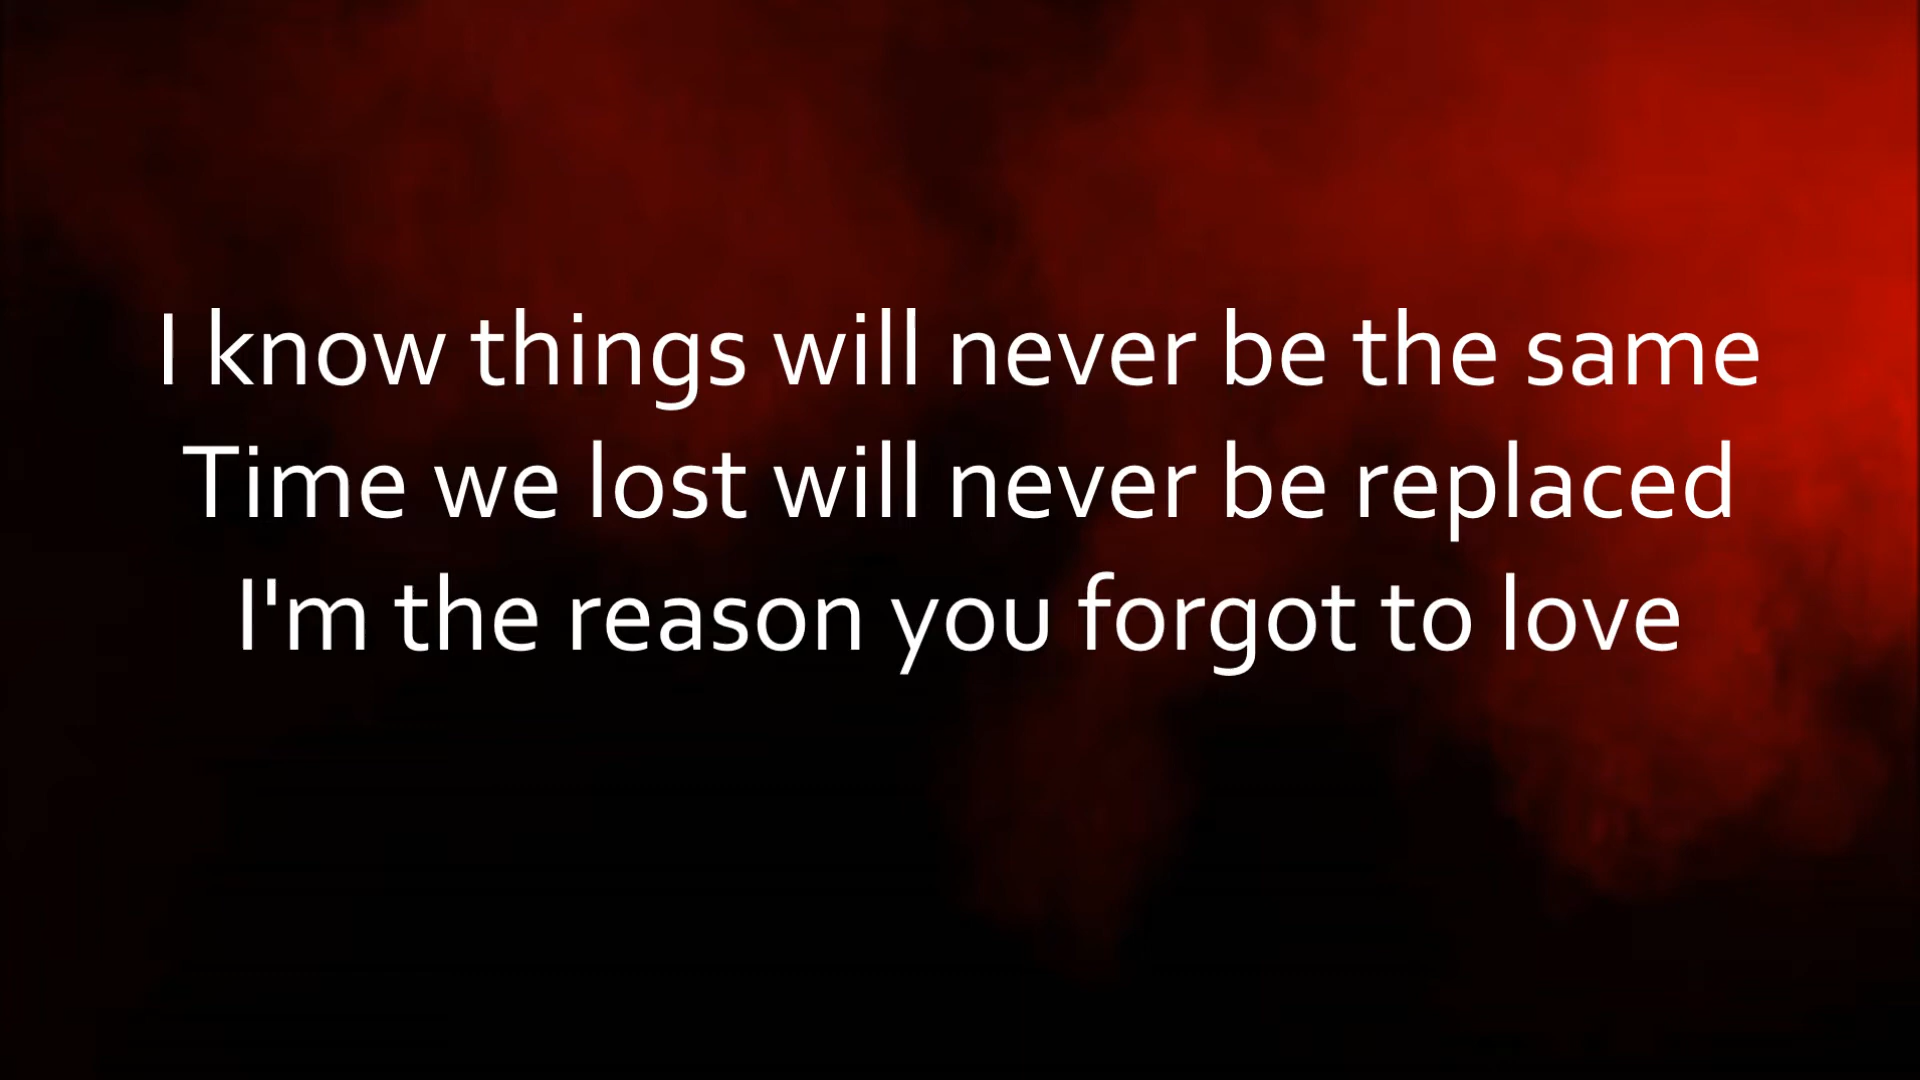 I know things will never be the same
Time we lost will never be replaced
I'm the reason you forgot to love